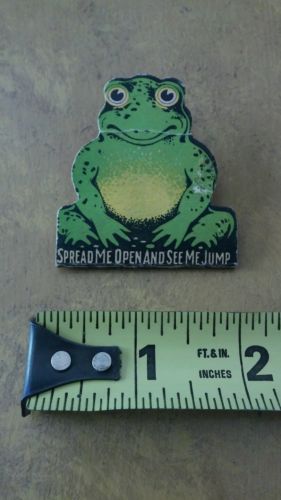 SPREAD ME OPEN AND SEE ME JUMP
1 FT. & IN. 2
INCHES